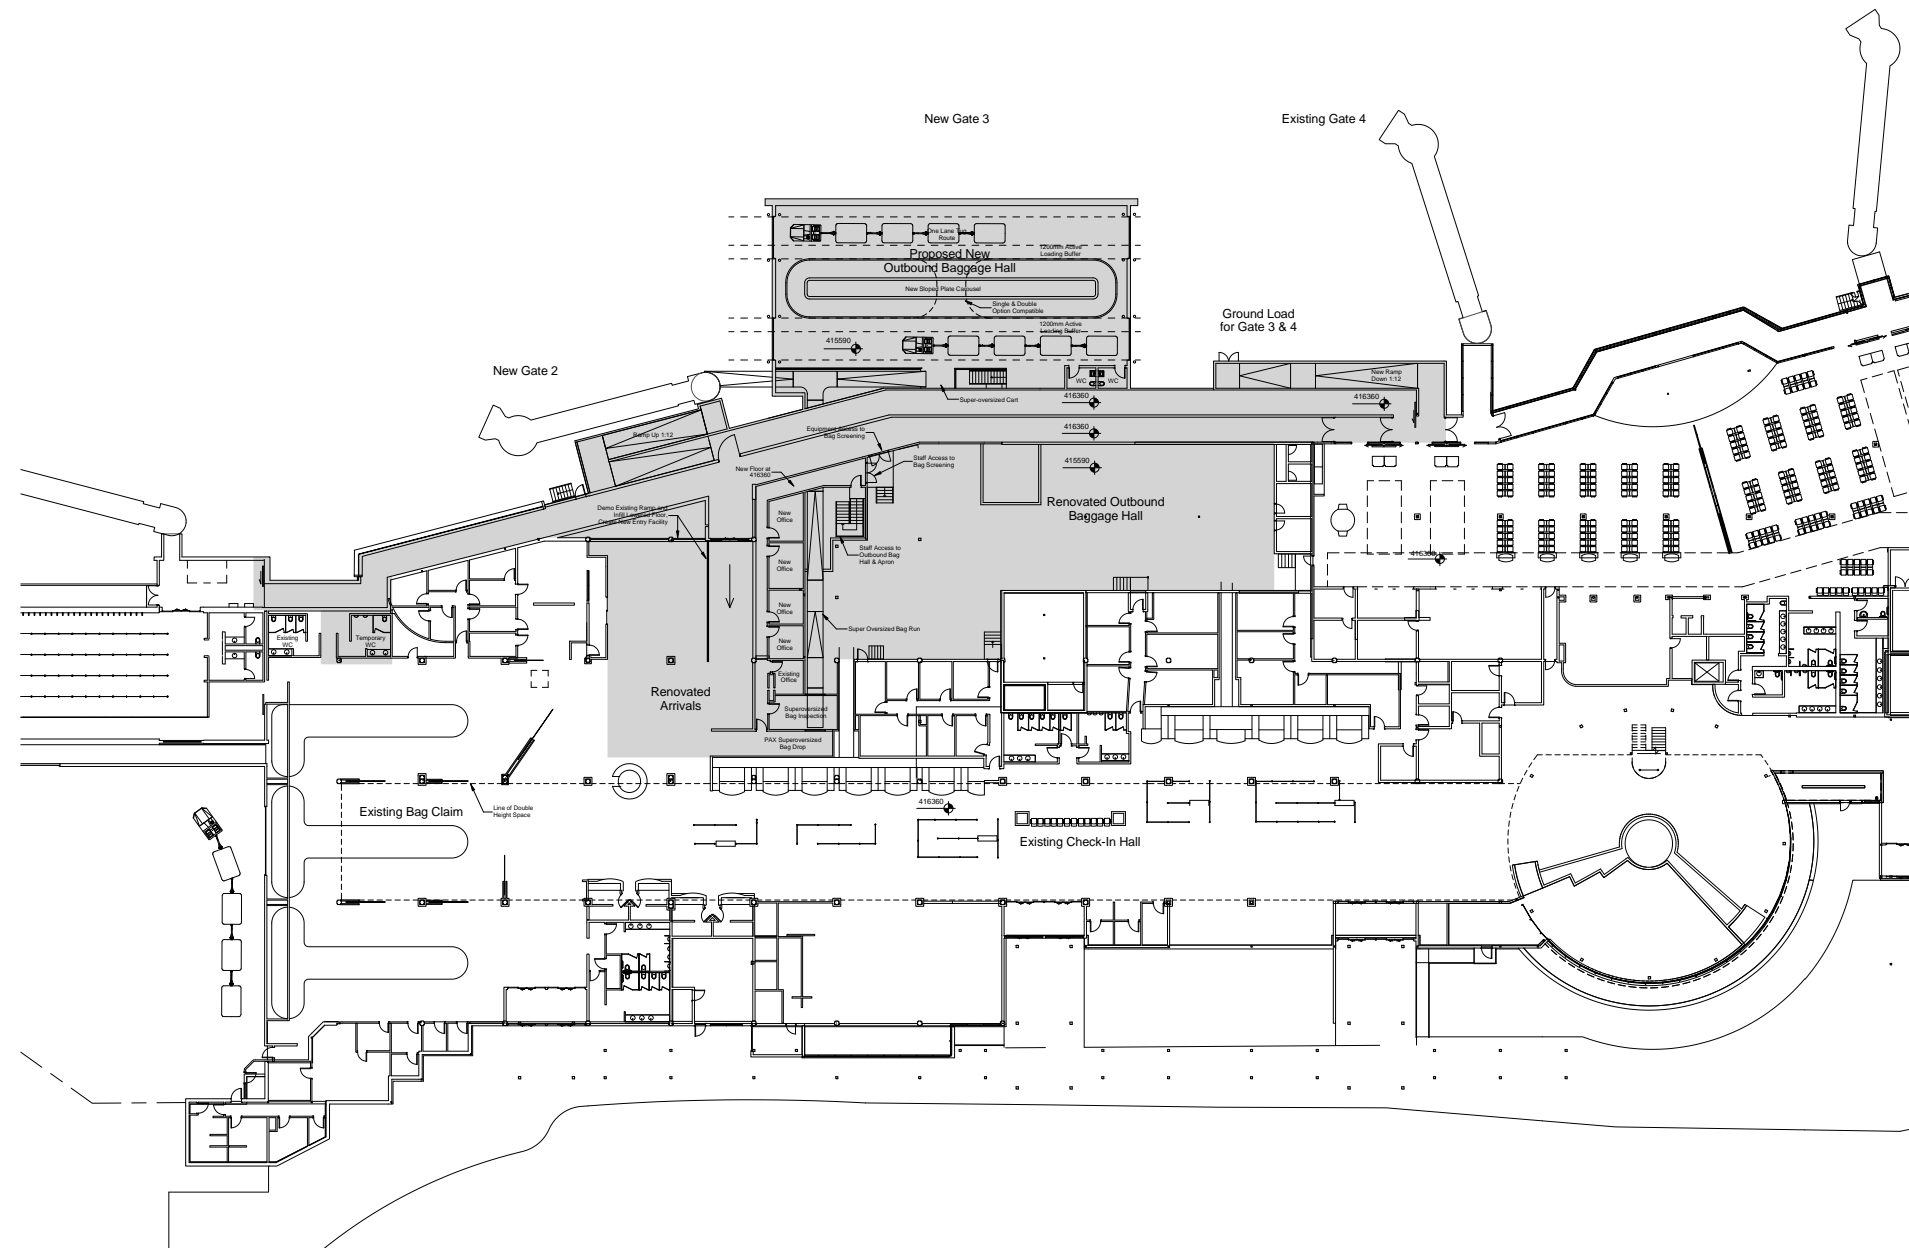 New Gate 3
Existing Gate 4
One Lane Tug
Route
1200mm Active
Loading Buffer
Proposed New
Outbound Baggage Hall
New Sloped Plate Carousel
Single & Double
Option Compatible
1200mm Active
Loading Buffer
415590
Ground Load
for Gate 3 & 4
New Gate 2
WC
WC
New Ramp
Down 1:12
Super-oversized Cart
416360
416360
Ramp Up 1:12
Equipment Access to
Bag Screening
416360
Staff Access to
Bag Screening
415590
New Floor at
416360
Renovated Outbound
Baggage Hall
Demo Existing Ramp and
Infill Lowered Floor,
Create New Entry Facility
New
Office
Staff Access to
Outbound Bag
Hall & Apron
416360
New
Office
New
Office
Super Oversized Bag Run
New
Office
Existing
WC
Temporary
WC
Existing
Office
Renovated
Arrivals
Superoversized
Bag Inspection
PAX Superoversized
Bag Drop
Existing Bag Claim
Line of Double
Height Space
416360
Existing Check-In Hall